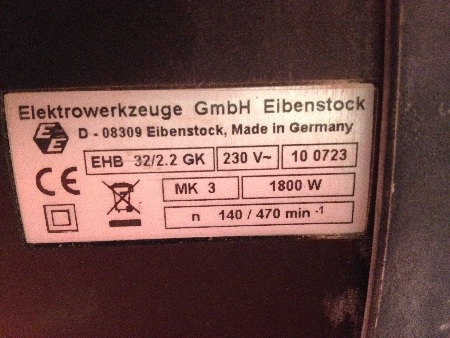 Elektrowerkzeuge GmbH Eibenstock
D - 08309 Eibenstock, Made in Germany
EHB 32/2.2 GK 230 V~ 10 0723
CE MK 3 1800 W
n 140 / 470 min -1